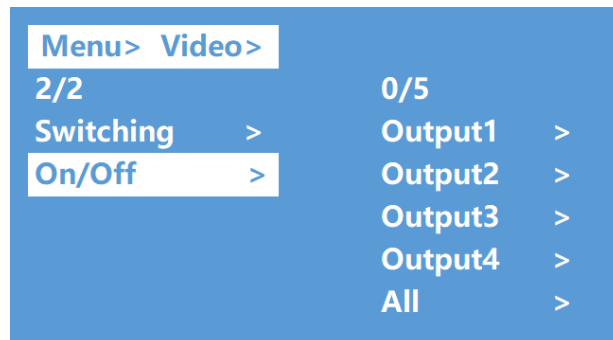 Menu> Video>
2/2 0/5
Switching > Output1 >
On/Off > Output2 >
Output3 >
Output4 >
All >